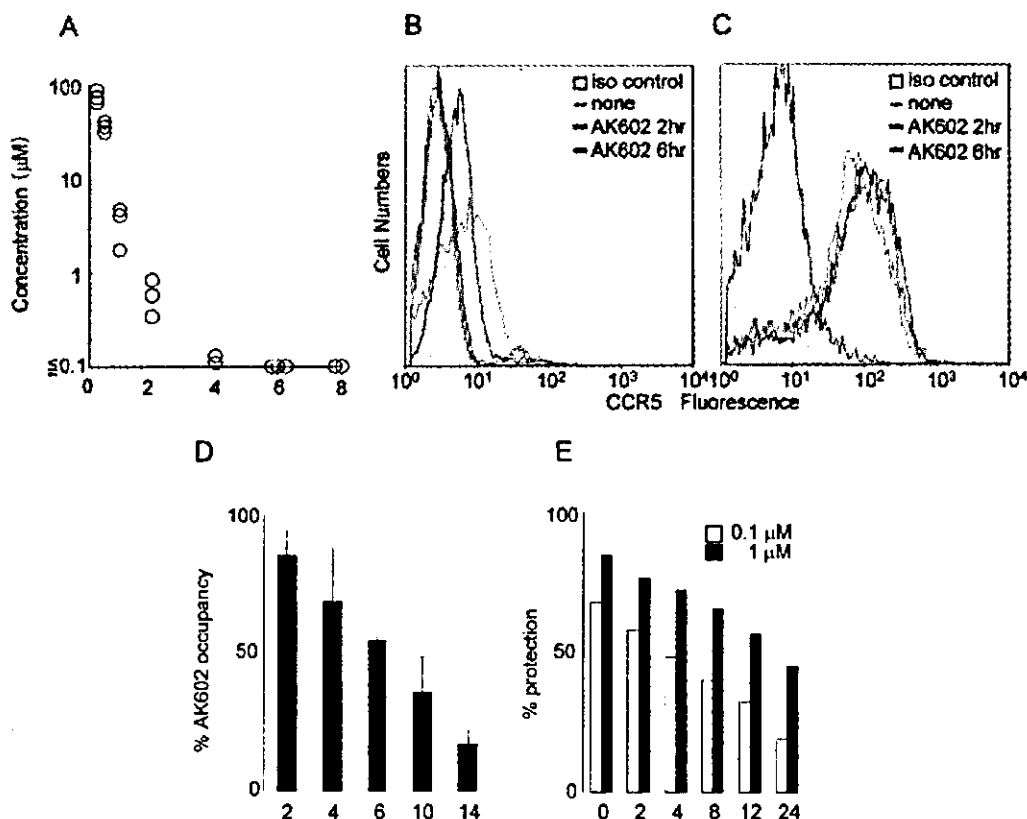 A
Concentration (µM)
100
10
1
0.1
0 2 4 6 8
B
Cell Numbers
iso control
none
AK602 2hr
AK602 6hr
10⁰ 10¹ 10² 10³ 10⁴
C
iso control
none
AK602 2hr
AK602 6hr
10⁰ 10¹ 10² 10³ 10⁴
CCR5 Fluorescence
D
% AK602 occupancy
100
50
0
2 4 6 10 14
E
% protection
100
50
0
0.1 µM
1 µM
0 2 4 8 12 24